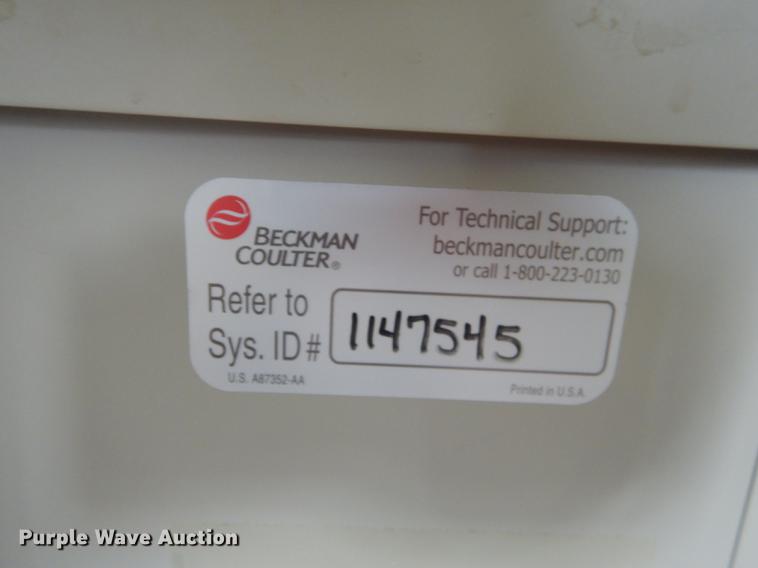 BECKMAN
COULTER®
For Technical Support:
beckmancoulter.com
or call 1-800-223-0130
Refer to
Sys. ID# 1147545
U.S. A87352-AA
Printed in U.S.A.
Purple Wave Auction